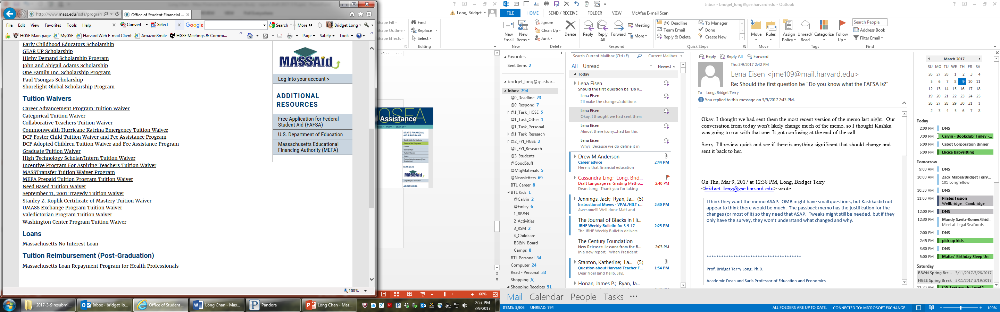 http://www.mass.edu/osfa/progran
Office of Student Financial ...
File Edit View Favorites Tools Help
Convert Select
Google Search More » Bridget Long
HGSE Main page MyGSE Harvard Web E-mail Client AmazonSmile HGSE Meetings & Commi...
Page Safety Tools
Early Childhood Educators Scholarship
GEAR UP Scholarship
Highy Demand Scholarship Program
John and Abigail Adams Scholarship
One Family Inc. Scholarship Program
Paul Tsongas Scholarship
Shorelight Global Scholarship Program
Tuition Waivers
Career Advancement Program Tuition Waiver
Categorical Tuition Waiver
Collaborative Teachers Tuition Waiver
Commonwealth Hurricane Katrina Emergency Tuition Waiver
DCF Foster Child Tuition Waiver and Fee Assistance Program
DCF Adopted Children Tuition Waiver and Fee Assistance Program
Graduate Tuition Waiver
High Technology Scholar/Intern Tuition Waiver
Incentive Program For Aspiring Teachers Tuition Waiver
MASSTransfer Tuition Waiver Program
MEFA Prepaid Tuition Program Tuition Waiver
Need Based Tuition Waiver
September 11, 2001 Tragedy Tuition Waiver
Stanley Z. Koplik Certificate of Mastery Tuition Waiver
UMASS Exchange Program Tuition Waiver
Valedictorian Program Tuition Waiver
Washington Center Program Tuition Waiver
Loans
Massachusetts No Interest Loan
Tuition Reimbursement (Post-Graduation)
Massachusetts Loan Repayment Program for Health Professionals
MASSAid
Log into your account >
ADDITIONAL
RESOURCES
Free Application for Federal
Student Aid (FAFSA)
U.S. Department of Education
Massachusetts Educational
Financing Authority (MEFA)
100%
Long, Bridget
Shape Fill
Shape Outline
Shape Effects
Find
Replace
Select
Editing
4
OSFA
Assistance
PCIPP GEAR UP
STATE FINANCIAL
AID PROGRAMS
Quick Guide for Students
Financial Aid Programs
Grants
Scholarships
Tuition Waivers
Loans
Tuition Reimbursement (Post-
Graduation)
MASSAID
MASSAid
Log into your account >
ADDITIONAL
60%
Inbox - bridget_long@gse.harvard.edu - Outlook
FILE HOME SEND / RECEIVE FOLDER VIEW McAfee E-mail Scan
New
Email
New
Items
New
Ignore
Clean Up
Junk
Delete
Delete
Reply
Reply
All
Forward
Meeting
More
Respond
@0_Deadline
Team Email
Reply & Delete
To Manager
Done
Create New
Quick Steps
Move
Rules
Move
Assign
Policy
Unread/
Read
Categorize
Follow
Up
Tags
Search People
Address Book
Filter Email
Find
Favorites
Sent Items 2
bridget_long@gse.har...
Inbox 794
@0_Deadline 23
@0_Respond 7
@1_Task_HGSE 5
@1_Task_Other 1
@1_Task_Personal
@1_Task_Research
@2_FYI_HGSE 2
@2_FYI_Research
@3_Students
@GoodStuff
@MtgMaterials 5
@Newsletters 69
BTL Career 8
BTL Kids 1
@Calvin 2
@Finley 6
1_BB&N
2_Activities
3_RSM 2
4_Childcare
BB&N_Board
Camps 8
BTL Personal 34
Computer 24
Read - Personal 33
Shopping [6]
Shopping Receipts 51
Search Current Mailbox (Ctrl+E) Current Mailbox
All Unread Newest
Today
Lena Eisen
Should the first question be "Do y...
Lena Eisen
I'll make the changes/additions -
Lena Eisen
Okay. I thought we had sent them
Lena Eisen
Almost there (sorry...had Em this
Lena Eisen
Why? Because we do define it in
Drew M Anderson
Career advice 2:44 PM
Here is that financial education
Cassandra Ling; Long, Brid...
Draft Language re: Grading Metho... 2:40 PM
Dean Long, Thank you for taking
Jennings, Jack; Ryan, Ja... (5)
Instructional Moves - VPAL/HILT r... 2:30 PM
Awesome!!! Well done Matt and
The Journal of Blacks in Hi...
JBHE Weekly Bulletin for 3-9-17 2:25 PM
The JBHE Weekly Bulletin delivers
The Century Foundation
New Releases: Lessons from the B... 2:03 PM
In a new report, "When President
Stanton, Katherine; La... (5)
Question about Harvard Teacher F... 1:54 PM
Dear Noel (and hello, Jay),
Honan, James P.; Ryan, Ja...
Reply Reply All Forward
Thu 3/9/2017 2:42 PM
Lena Eisen <jme109@mail.harvard.edu>
Re: Should the first question be "Do you know what the FAFSA is?"
To Long, Bridget Terry
You replied to this message on 3/9/2017 2:43 PM.
Okay. I thought we had sent them the most recent version of the memo last night. Our
conversation from today won't likely change much of the memo, so I thought Kashka
was going to run with that one. It got confusing at the end of the call.
Sorry. I'll review quick and see if there is anything significant that should change and
sent it back to her.
On Thu, Mar 9, 2017 at 12:38 PM, Long, Bridget Terry
<bridget_long@gse.harvard.edu> wrote:
I think they want the memo ASAP. OMB might have small questions, but Kashka did not
appear to think there would be much. The passback memo has the justification for the
changes (or most of it) so they need that ASAP. Tweaks might still be needed, but if they
only have the survey, they won't understand what changed and why.
****************************************
Prof. Bridget Terry Long, Ph.D.
Academic Dean and Saris Professor of Education and Economics
March 2017
SU MO TU WE TH FR SA
26 27 28 1 2 3 4
5 6 7 8 9 10 11
12 13 14 15 16 17 18
19 20 21 22 23 24 25
26 27 28 29 30 31 1
2 3 4 5 6 7 8
Today
2:00 PM DNS
3:00 PM Calvin - Bookclub; Finley -...
6:00 PM Cabot Corporation dinner
6:00 PM Elicica babysitting
Tomorrow
9:00 AM DNS
10:00 AM Zack Mabel/Bridget Terry...
101 Longfellow
10:30 AM DNS
11:00 AM Pilates Fusion
Wellbridge - Cambridge
12:00 PM DNS
12:30 PM Mandy Savitz-Romer/Brid...
Meet at Legal Seafoods
2:00 PM DNS
2:45 PM pick up kids
3:30 PM DNS
5:00 PM Matias' Birthday Sleep Un...
Saturday
BB&N Spring Bre... 3/11/2017-3/26/2017
HGSE Spring Break 3/11/2017-3/19/2017
11:20 AM CW Taekwondo Level 1
Mail Calendar People Tasks ...
ITEMS: 3,906 UNREAD: 794 ALL FOLDERS ARE UP TO DATE. CONNECTED TO: MICROSOFT EXCHANGE 100%
2017-3-9 resubmi... Inbox - bridget_lo... Office of Student ... Long Chan - Mas... Pandora Long Chan - Mas...
2:57 PM
3/9/2017